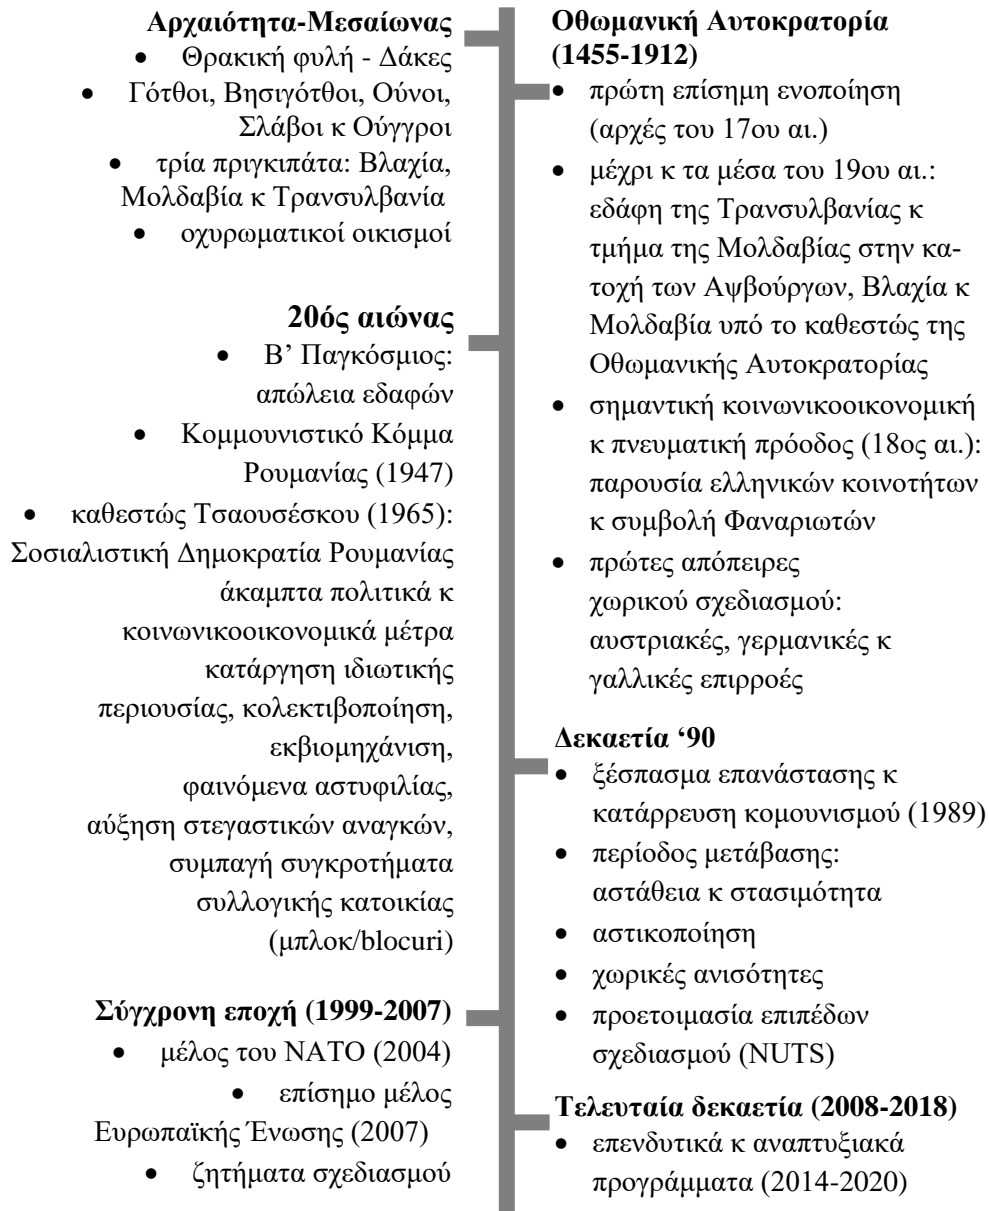 Αρχαιότητα-Μεσαίωνας
• Θρακική φυλή - Δάκες
• Γότθοι, Βησιγότθοι, Ούνοι,
Σλάβοι κ Ούγγροι
• τρία πριγκιπάτα: Βλαχία,
Μολδαβία κ Τρανσυλβανία
• οχυρωματικοί οικισμοί
Οθωμανική Αυτοκρατορία
(1455-1912)
• πρώτη επίσημη ενοποίηση
(αρχές του 17ου αι.)
• μέχρι κ τα μέσα του 19ου αι.:
εδάφη της Τρανσυλβανίας κ
τμήμα της Μολδαβίας στην κα-
τοχή των Αψβούργων, Βλαχία κ
Μολδαβία υπό το καθεστώς της
Οθωμανικής Αυτοκρατορίας
• σημαντική κοινωνικοοικονομική
κ πνευματική πρόοδος (18ος αι.):
παρουσία ελληνικών κοινοτήτων
κ συμβολή Φαναριωτών
• πρώτες απόπειρες
χωρικού σχεδιασμού:
αυστριακές, γερμανικές κ
γαλλικές επιρροές
20ός αιώνας
• Β’ Παγκόσμιος:
απώλεια εδαφών
• Κομμουνιστικό Κόμμα
Ρουμανίας (1947)
• καθεστώς Τσαουσέσκου (1965):
Σοσιαλιστική Δημοκρατία Ρουμανίας
άκαμπτα πολιτικά κ
κοινωνικοοικονομικά μέτρα
κατάργηση ιδιωτικής
περιουσίας, κολεκτιβοποίηση,
εκβιομηχάνιση,
φαινόμενα αστυφιλίας,
αύξηση στεγαστικών αναγκών,
συμπαγή συγκροτήματα
συλλογικής κατοικίας
(μπλοκ/blocuri)
Δεκαετία ‘90
• ξέσπασμα επανάστασης κ
κατάρρευση κομουνισμού (1989)
• περίοδος μετάβασης:
αστάθεια κ στασιμότητα
• αστικοποίηση
• χωρικές ανισότητες
• προετοιμασία επιπέδων
σχεδιασμού (NUTS)
Σύγχρονη εποχή (1999-2007)
• μέλος του ΝΑΤΟ (2004)
• επίσημο μέλος
Ευρωπαϊκής Ένωσης (2007)
• ζητήματα σχεδιασμού
Τελευταία δεκαετία (2008-2018)
• επενδυτικά κ αναπτυξιακά
προγράμματα (2014-2020)